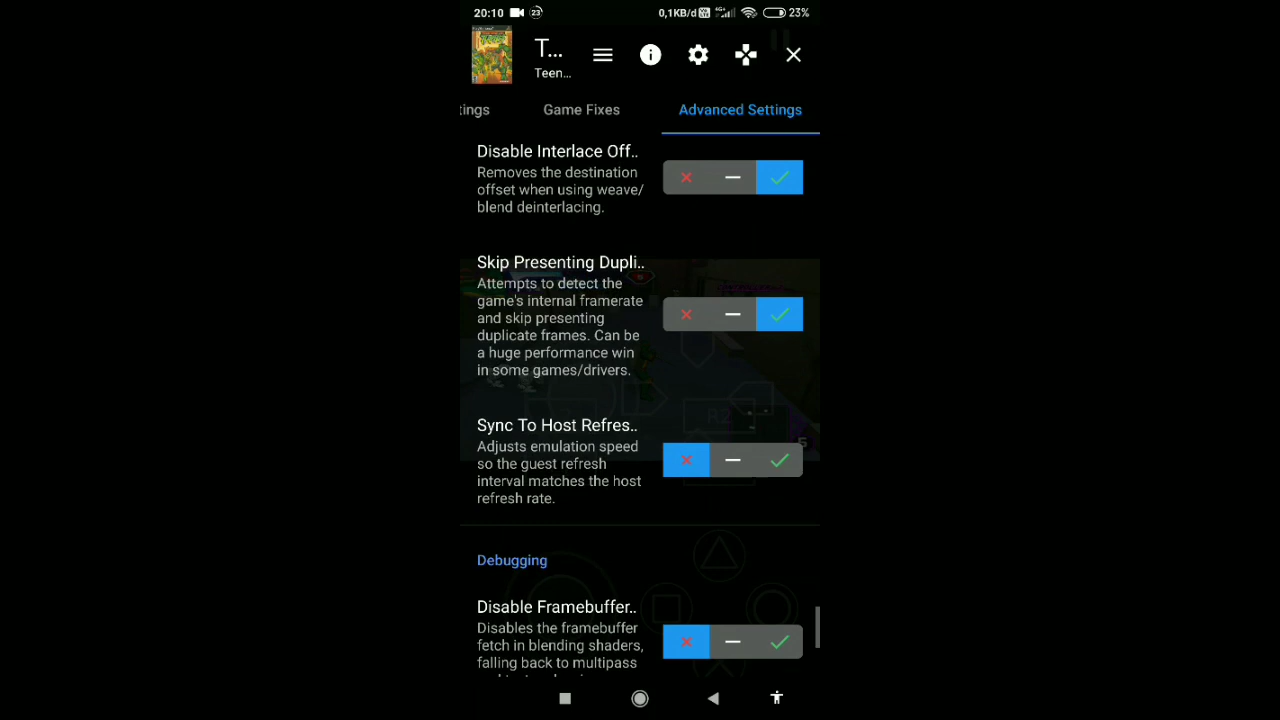 20:10 23 0,1KB/d 23%
T...
Teen...
tings Game Fixes Advanced Settings
Disable Interlace Off..
Removes the destination
offset when using weave/
blend deinterlacing.
Skip Presenting Dupli..
Attempts to detect the
game's internal framerate
and skip presenting
duplicate frames. Can be
a huge performance win
in some games/drivers.
R2
Sync To Host Refres..
Adjusts emulation speed
so the guest refresh
interval matches the host
refresh rate.
Debugging
Disable Framebuffer..
Disables the framebuffer
fetch in blending shaders,
falling back to multipass